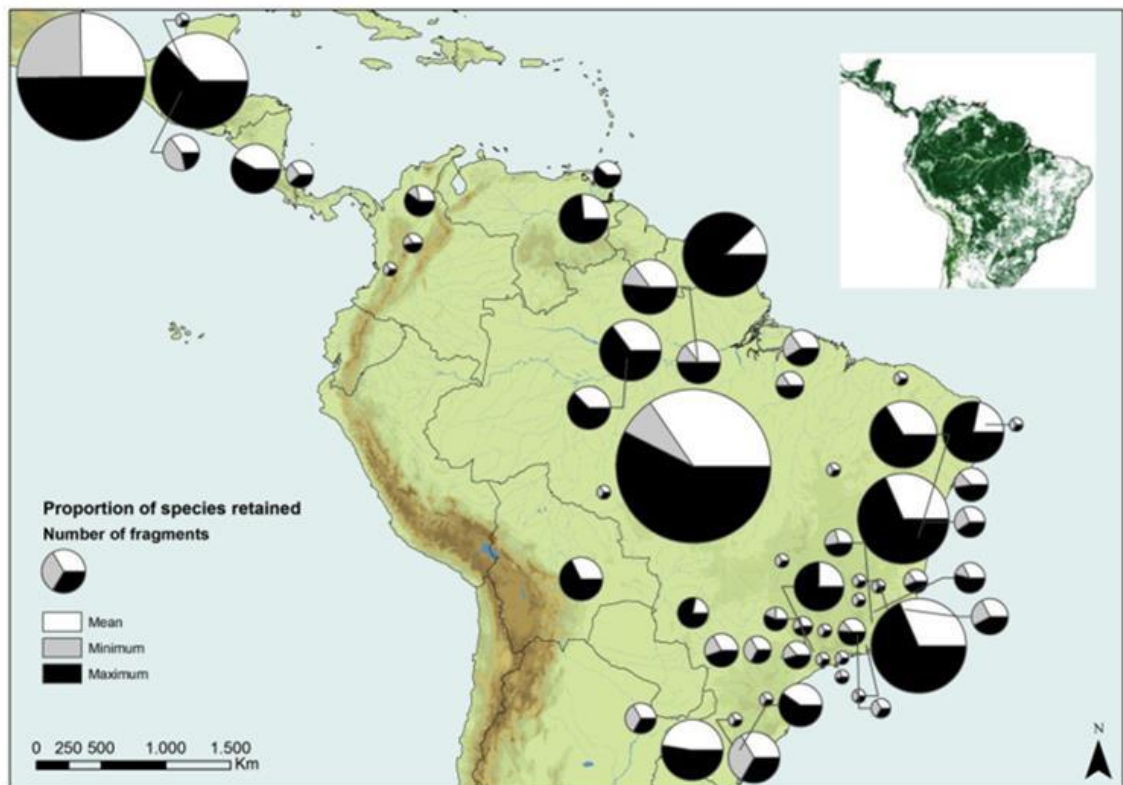 Proportion of species retained
Number of fragments
Mean
Minimum
Maximum
0 250 500 1.000 1.500
Km
N